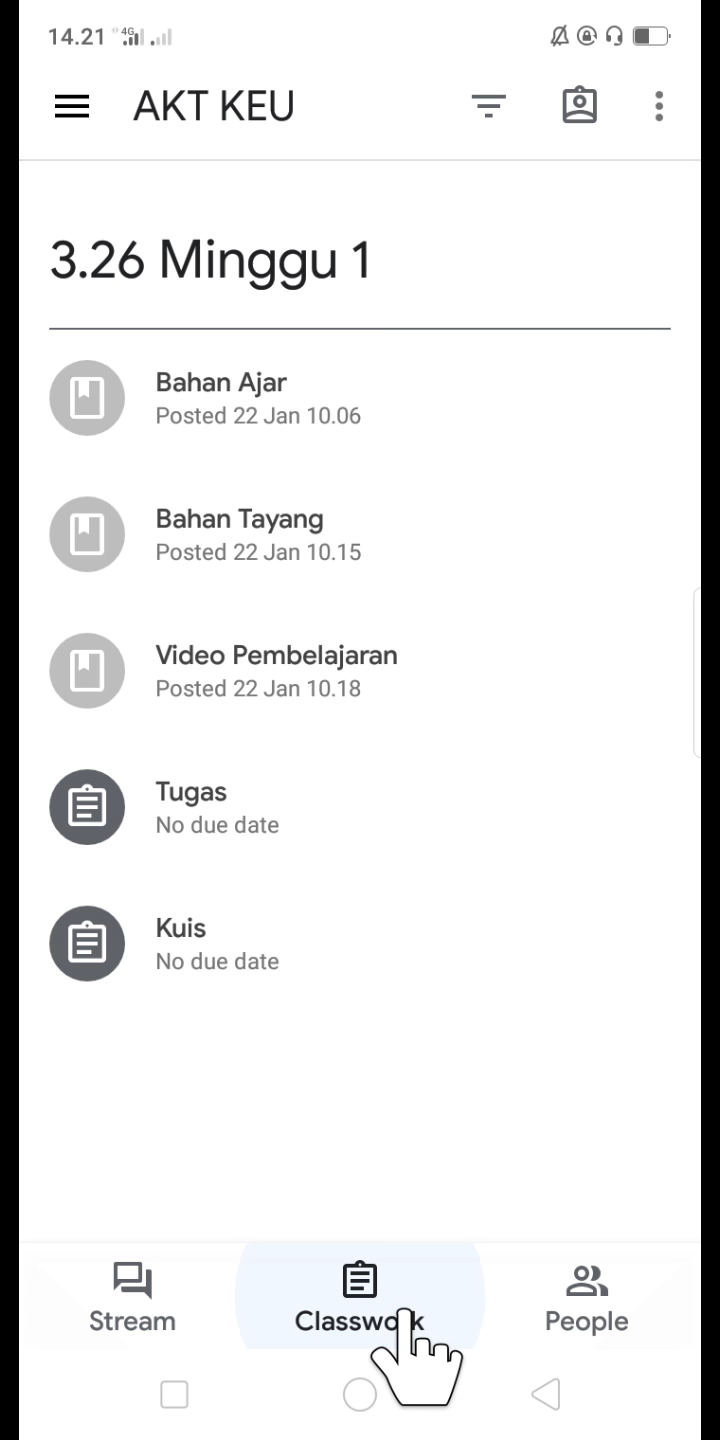 14.21 4G
AKT KEU
3.26 Minggu 1
Bahan Ajar
Posted 22 Jan 10.06
Bahan Tayang
Posted 22 Jan 10.15
Video Pembelajaran
Posted 22 Jan 10.18
Tugas
No due date
Kuis
No due date
Stream
Classwork
People